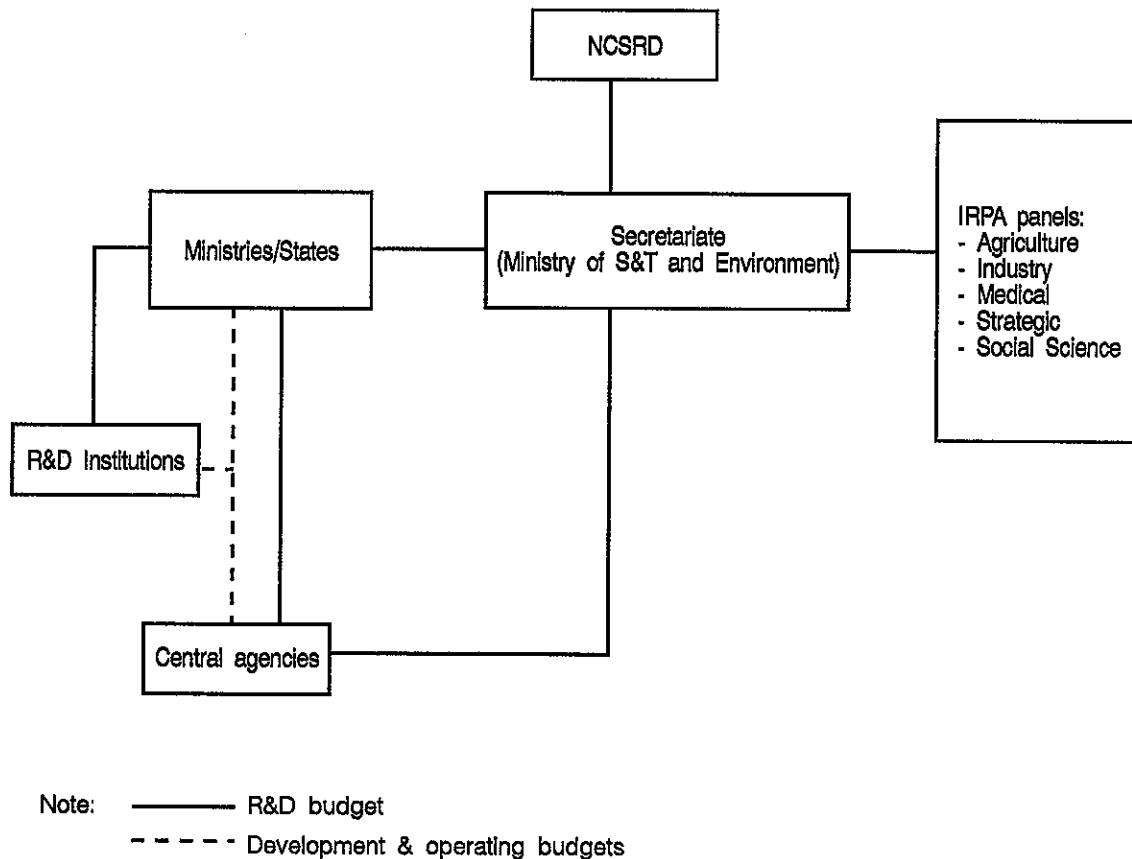 NCSRD
Ministries/States
Secretariate
(Ministry of S&T and Environment)
IRPA panels:
- Agriculture
- Industry
- Medical
- Strategic
- Social Science
R&D Institutions
Central agencies
Note:
R&D budget
Development & operating budgets